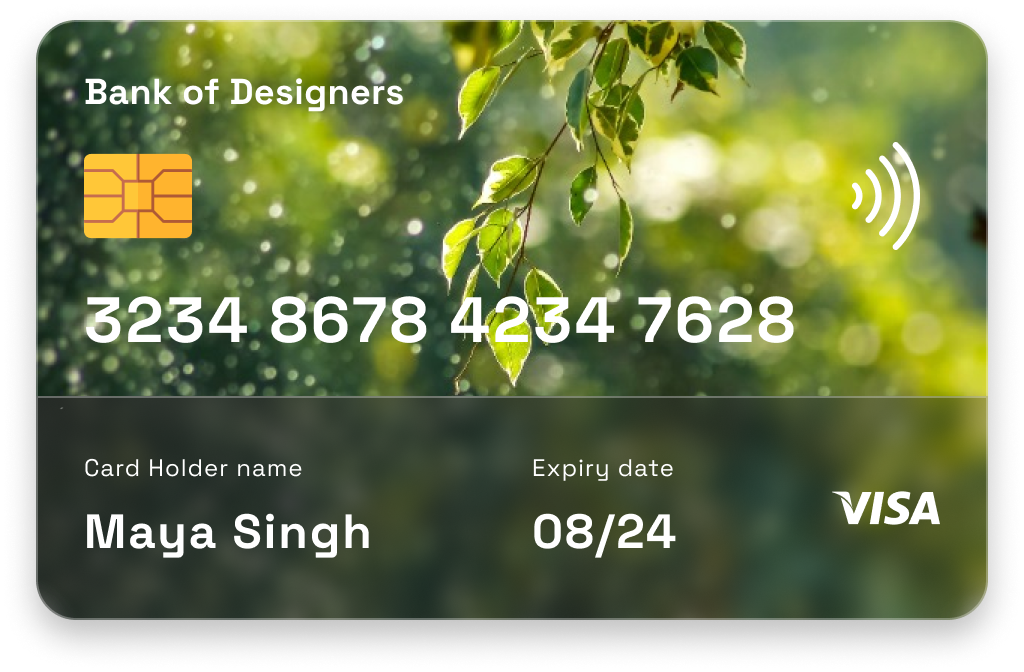 Bank of Designers
3234 8678 4234 7628
Card Holder name
Expiry date
Maya Singh
08/24
VISA